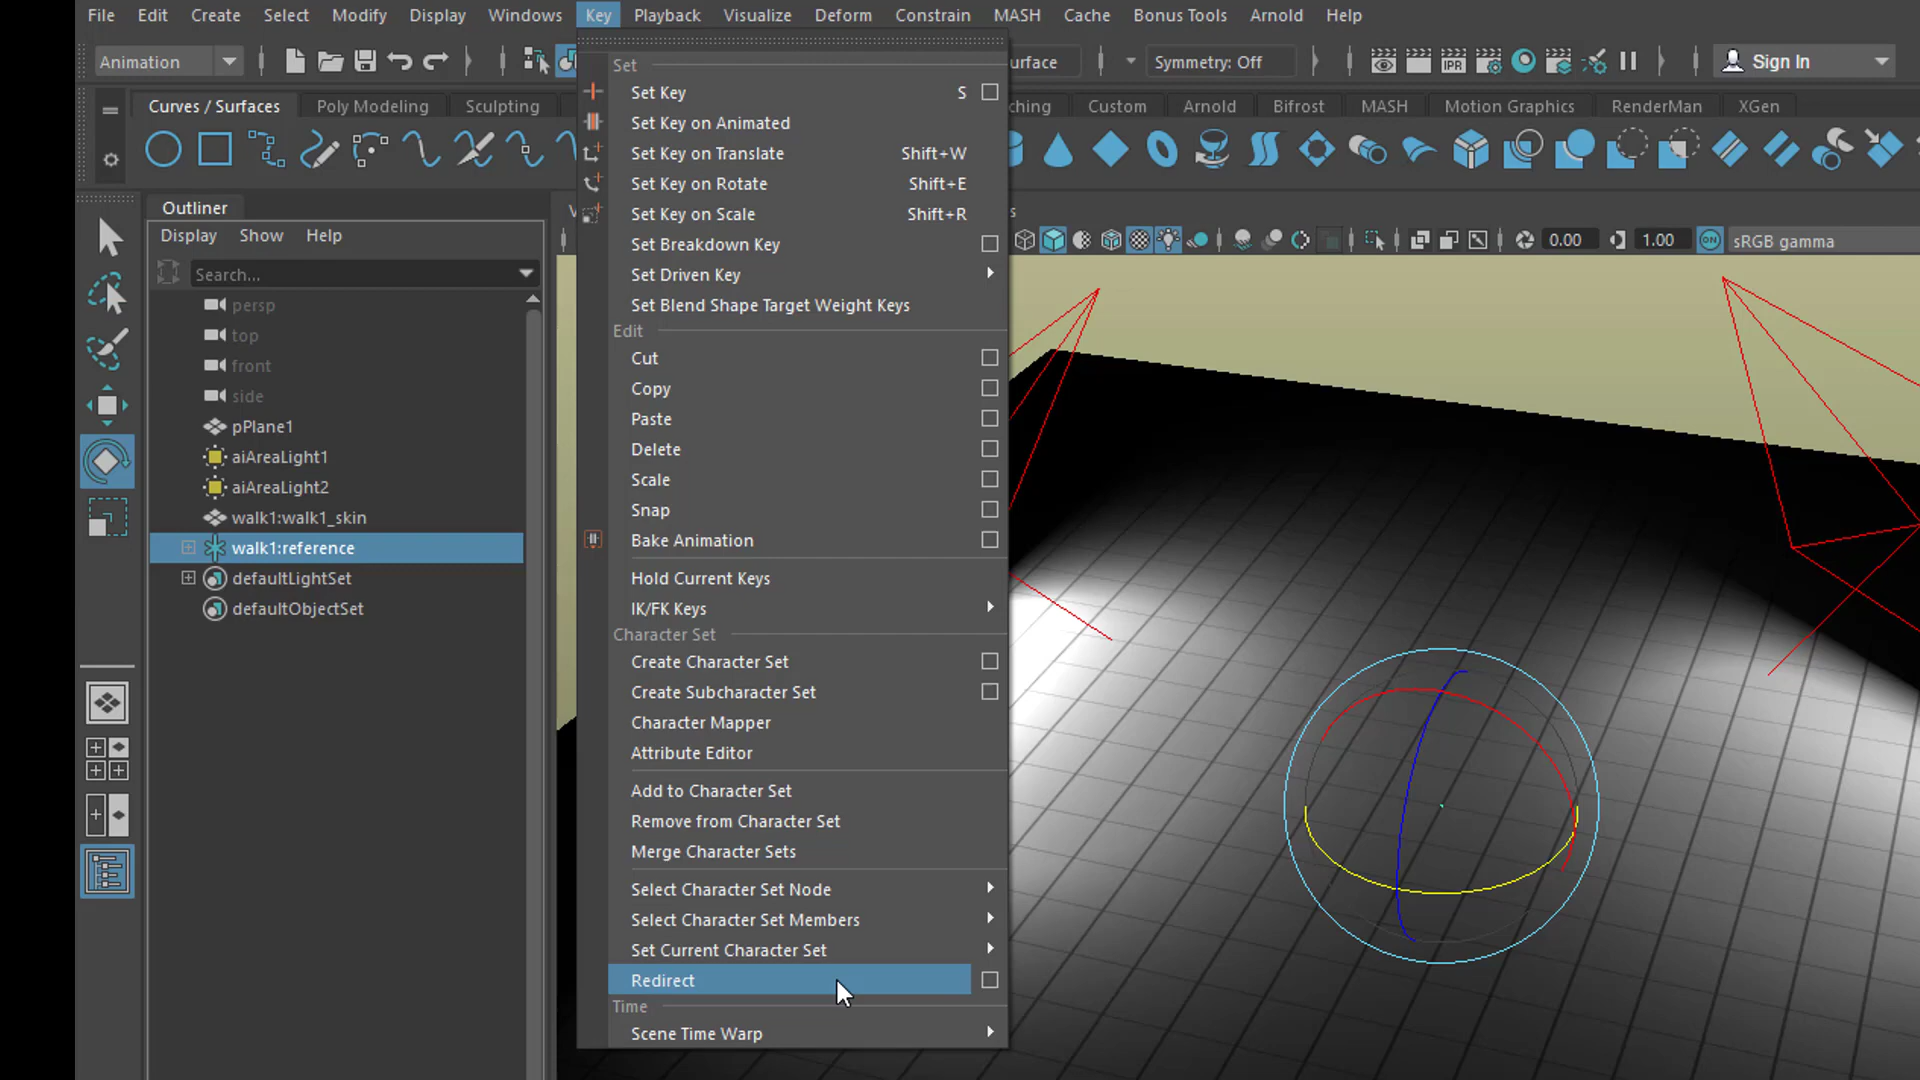 File Edit Create Select Modify Display Windows Key Playback Visualize Deform Constrain MASH Cache Bonus Tools Arnold Help
Animation urface Symmetry: Off IPR Sign In
Curves / Surfaces Poly Modeling Sculpting ching Custom Arnold Bifrost MASH Motion Graphics RenderMan XGen
Outliner
Display Show Help
Search...
persp
top
front
side
pPlane1
aiAreaLight1
aiAreaLight2
walk1:walk1_skin
walk1:reference
defaultLightSet
defaultObjectSet
Set
Set Key S
Set Key on Animated
Set Key on Translate Shift+W
Set Key on Rotate Shift+E
Set Key on Scale Shift+R
Set Breakdown Key
Set Driven Key
Set Blend Shape Target Weight Keys
Edit
Cut
Copy
Paste
Delete
Scale
Snap
Bake Animation
Hold Current Keys
IK/FK Keys
Character Set
Create Character Set
Create Subcharacter Set
Character Mapper
Attribute Editor
Add to Character Set
Remove from Character Set
Merge Character Sets
Select Character Set Node
Select Character Set Members
Set Current Character Set
Redirect
Time
Scene Time Warp
0.00 1.00 ON sRGB gamma